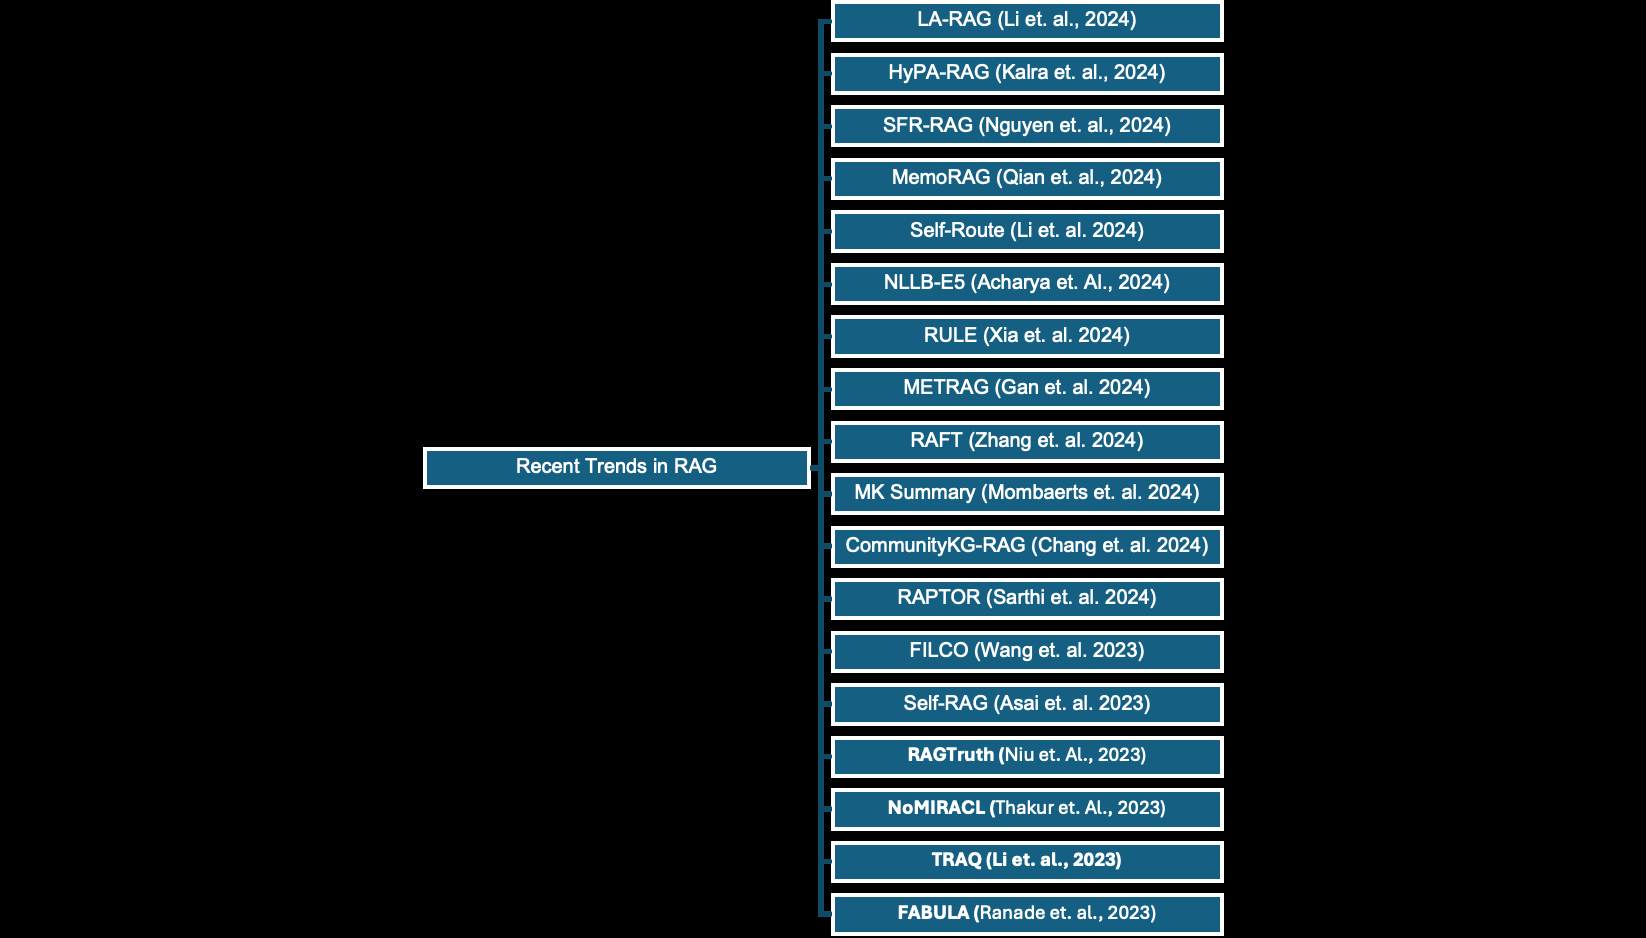 LA-RAG (Li et. al., 2024)
HyPA-RAG (Kalra et. al., 2024)
SFR-RAG (Nguyen et. al., 2024)
MemoRAG (Qian et. al., 2024)
Self-Route (Li et. al. 2024)
NLLB-E5 (Acharya et. Al., 2024)
RULE (Xia et. al. 2024)
METRAG (Gan et. al. 2024)
RAFT (Zhang et. al. 2024)
Recent Trends in RAG
MK Summary (Mombaerts et. al. 2024)
CommunityKG-RAG (Chang et. al. 2024)
RAPTOR (Sarthi et. al. 2024)
FILCO (Wang et. al. 2023)
Self-RAG (Asai et. al. 2023)
RAGTruth (Niu et. Al., 2023)
NoMIRACL (Thakur et. Al., 2023)
TRAQ (Li et. al., 2023)
FABULA (Ranade et. al., 2023)